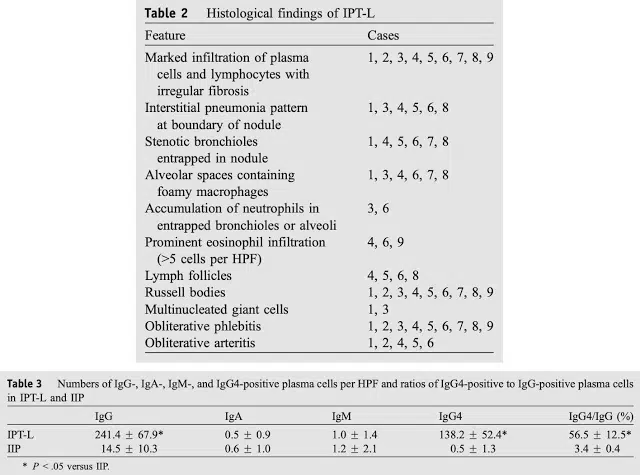 Table 2 Histological findings of IPT-L
Feature Cases
Marked infiltration of plasma 1, 2, 3, 4, 5, 6, 7, 8, 9
cells and lymphocytes with
irregular fibrosis
Interstitial pneumonia pattern 1, 3, 4, 5, 6, 8
at boundary of nodule
Stenotic bronchioles 1, 4, 5, 6, 7, 8
entrapped in nodule
Alveolar spaces containing 1, 3, 4, 6, 7, 8
foamy macrophages
Accumulation of neutrophils in 3, 6
entrapped bronchioles or alveoli
Prominent eosinophil infiltration 4, 6, 9
(>5 cells per HPF)
Lymph follicles 4, 5, 6, 8
Russell bodies 1, 2, 3, 4, 5, 6, 7, 8, 9
Multinucleated giant cells 1, 3
Obliterative phlebitis 1, 2, 3, 4, 5, 6, 7, 8, 9
Obliterative arteritis 1, 2, 4, 5, 6
Table 3 Numbers of IgG-, IgA-, IgM-, and IgG4-positive plasma cells per HPF and ratios of IgG4-positive to IgG-positive plasma cells
in IPT-L and IIP
IgG IgA IgM IgG4 IgG4/IgG (%)
IPT-L 241.4 ± 67.9* 0.5 ± 0.9 1.0 ± 1.4 138.2 ± 52.4* 56.5 ± 12.5*
IIP 14.5 ± 10.3 0.6 ± 1.0 1.2 ± 2.1 0.5 ± 1.3 3.4 ± 0.4
* P < .05 versus IIP.